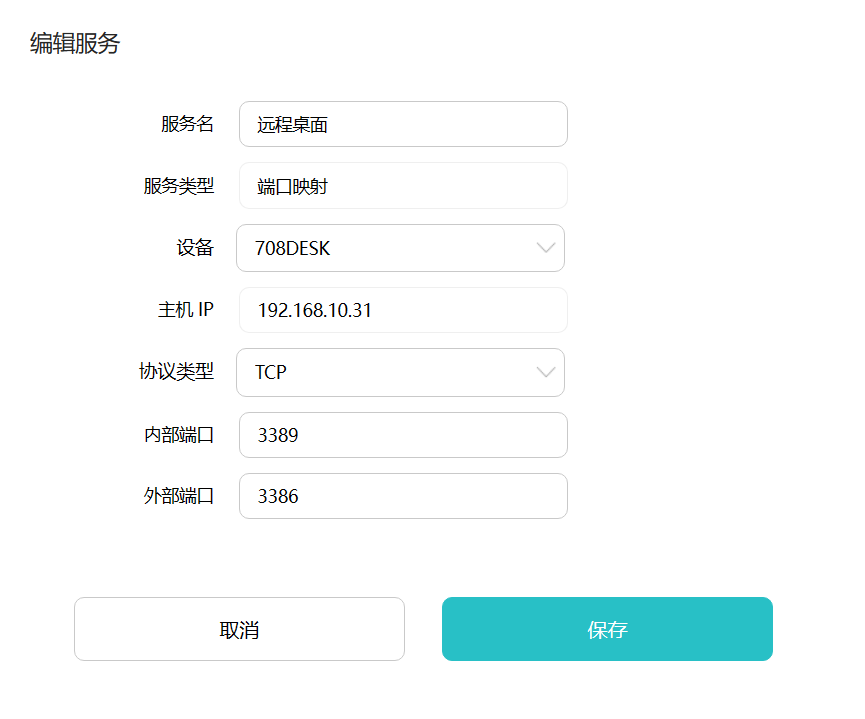 编辑服务
服务名 远程桌面
服务类型 端口映射
设备 708DESK
主机 IP 192.168.10.31
协议类型 TCP
内部端口 3389
外部端口 3386
取消 保存